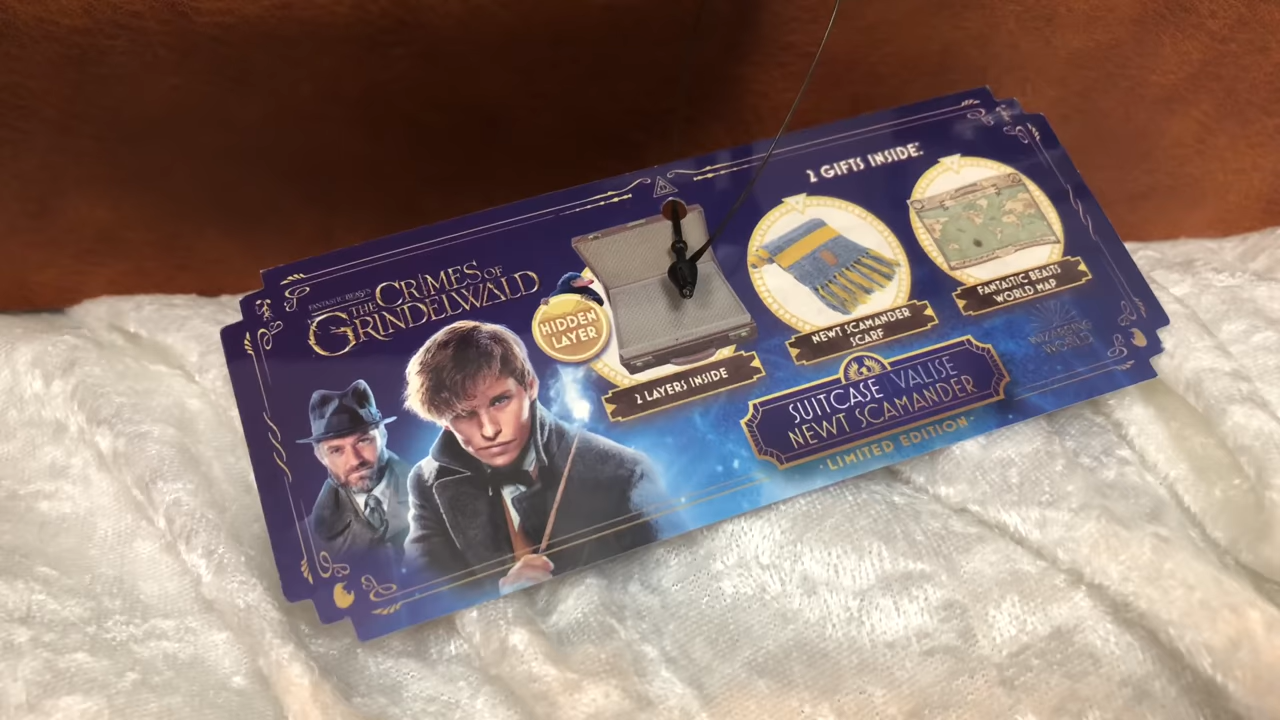 FANTASTIC BEASTS
THE CRIMES OF
GRINDELWALD
HIDDEN
LAYER
2 LAYERS INSIDE
2 GIFTS INSIDE:
NEWT SCAMANDER
SCARF
FANTASTIC BEASTS
WORLD MAP
WIZARDING
WORLD
SUITCASE VALISE
NEWT SCAMANDER
·LIMITED EDITION·